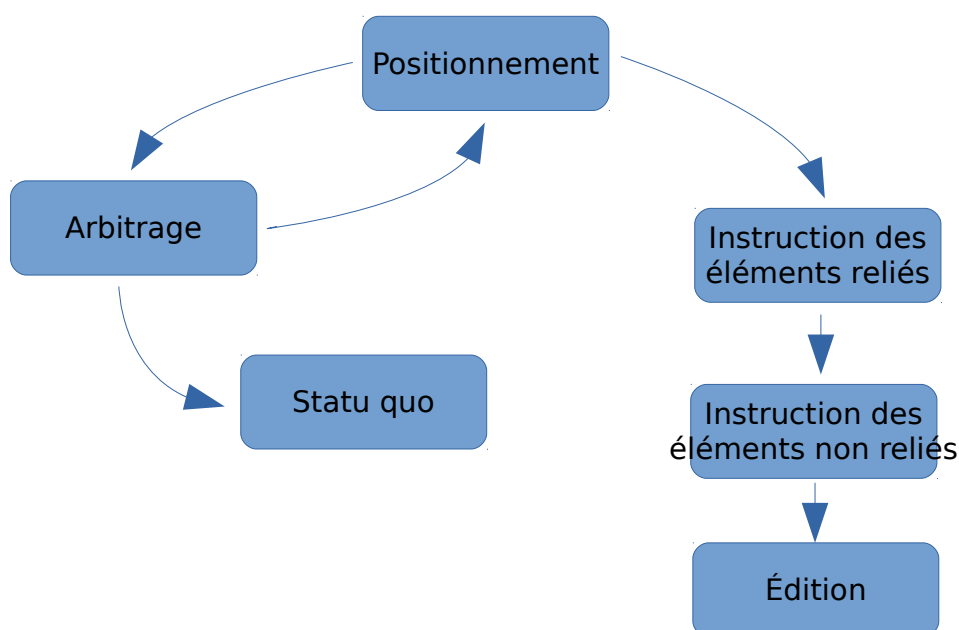 Positionnement
Arbitrage
Instruction des
éléments reliés
Statu quo
Instruction des
éléments non reliés
Édition